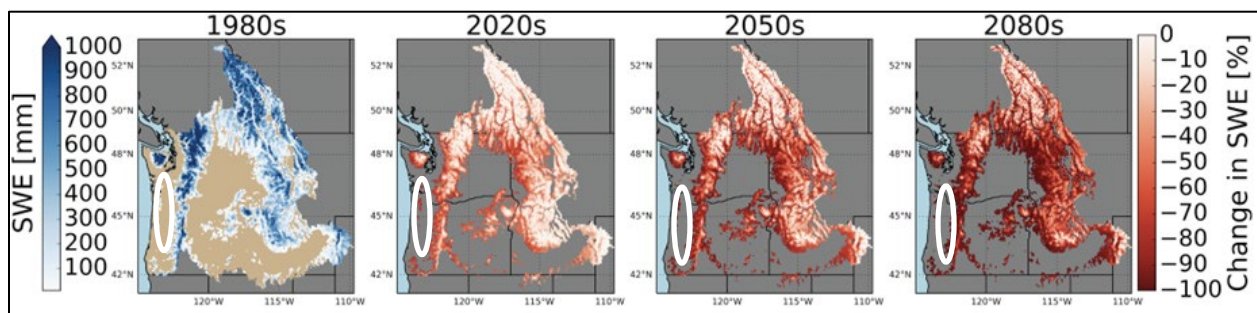 1980s
2020s
2050s
2080s
SWE [mm]
1000
900
800
700
600
500
400
300
200
100
52°N
50°N
48°N
45°N
42°N
120°W
115°W
110°W
52°N
50°N
48°N
45°N
42°N
120°W
115°W
110°W
52°N
50°N
48°N
45°N
42°N
120°W
115°W
110°W
52°N
50°N
48°N
45°N
42°N
120°W
115°W
110°W
0
−10
−20
−30
−40
−50
−60
−70
−80
−90
−100
Change in SWE [%]